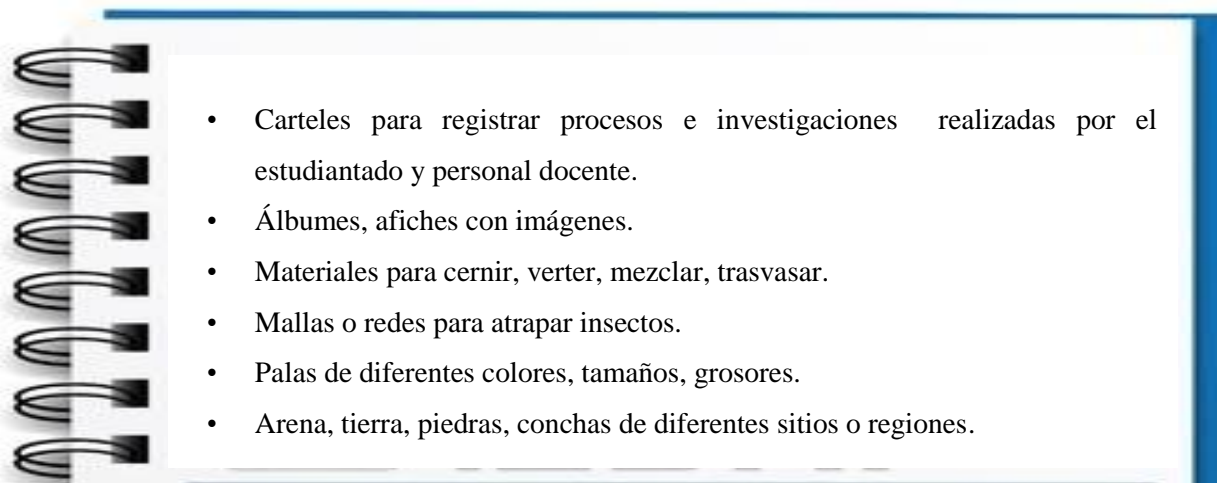 • Carteles para registrar procesos e investigaciones realizadas por el
estudiantado y personal docente.
• Álbumes, afiches con imágenes.
• Materiales para cernir, verter, mezclar, trasvasar.
• Mallas o redes para atrapar insectos.
• Palas de diferentes colores, tamaños, grosores.
• Arena, tierra, piedras, conchas de diferentes sitios o regiones.